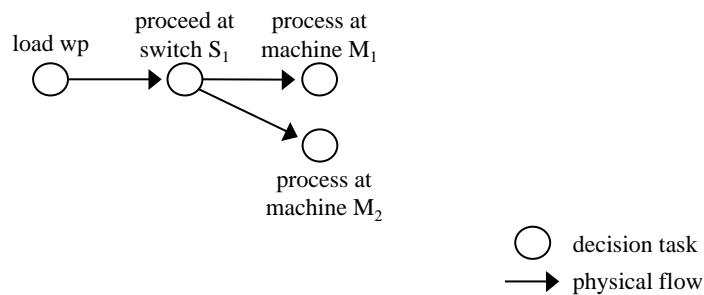 load wp
proceed at
switch S₁
process at
machine M₁
process at
machine M₂
decision task
physical flow